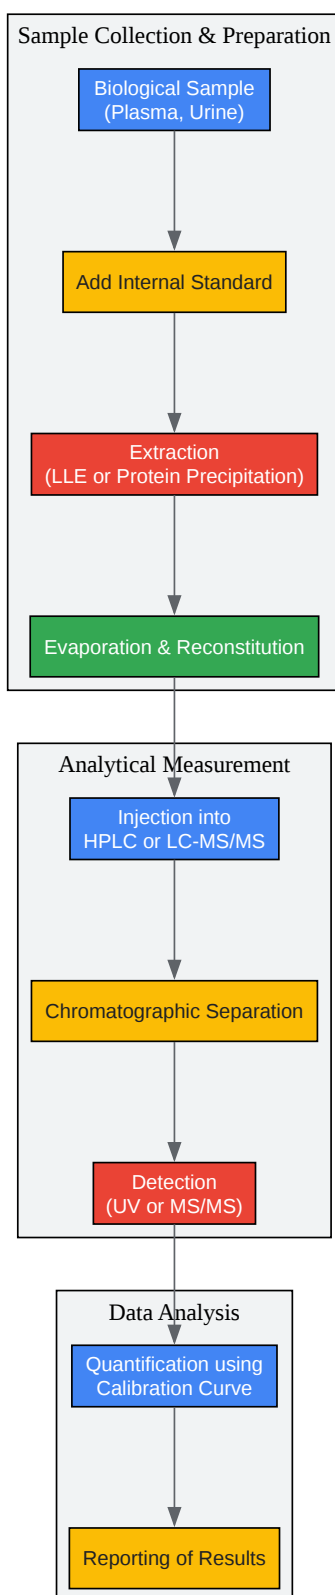 Sample Collection & Preparation
Biological Sample
(Plasma, Urine)
Add Internal Standard
Extraction
(LLE or Protein Precipitation)
Evaporation & Reconstitution
Analytical Measurement
Injection into
HPLC or LC-MS/MS
Chromatographic Separation
Detection
(UV or MS/MS)
Data Analysis
Quantification using
Calibration Curve
Reporting of Results